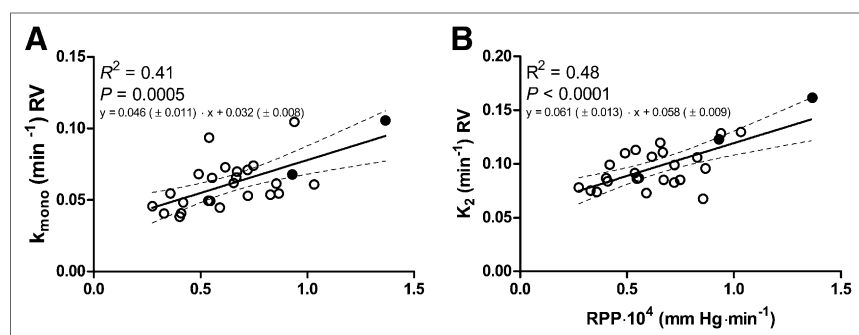 A
R² = 0.41
P = 0.0005
y = 0.046 (± 0.011) · x + 0.032 (± 0.008)
k_mono (min⁻¹) RV
0.15
0.10
0.05
0.00
0.0 0.5 1.0 1.5
B
R² = 0.48
P < 0.0001
y = 0.061 (± 0.013) · x + 0.058 (± 0.009)
K₂ (min⁻¹) RV
0.20
0.15
0.10
0.05
0.00
0.0 0.5 1.0 1.5
RPP·10⁴ (mm Hg·min⁻¹)